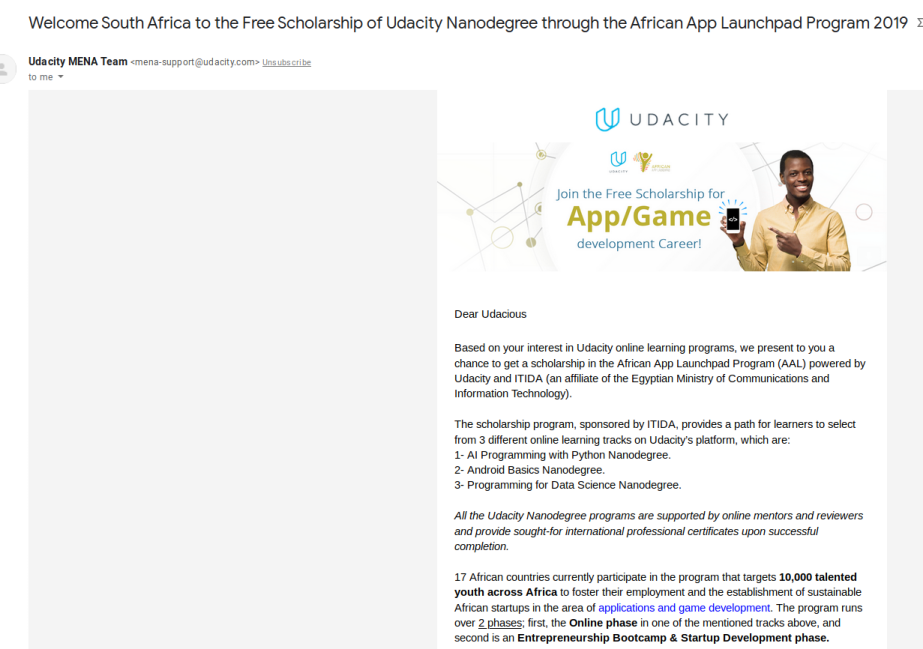 Welcome South Africa to the Free Scholarship of Udacity Nanodegree through the African App Launchpad Program 2019
Udacity MENA Team <mena-support@udacity.com> Unsubscribe
to me
UDACITY
UDACITY
Join the Free Scholarship for
App/Game
</>
development Career!
Dear Udacious
Based on your interest in Udacity online learning programs, we present to you a
chance to get a scholarship in the African App Launchpad Program (AAL) powered by
Udacity and ITIDA (an affiliate of the Egyptian Ministry of Communications and
Information Technology).
The scholarship program, sponsored by ITIDA, provides a path for learners to select
from 3 different online learning tracks on Udacity's platform, which are:
1- AI Programming with Python Nanodegree.
2- Android Basics Nanodegree.
3- Programming for Data Science Nanodegree.
All the Udacity Nanodegree programs are supported by online mentors and reviewers
and provide sought-for international professional certificates upon successful
completion.
17 African countries currently participate in the program that targets 10,000 talented
youth across Africa to foster their employment and the establishment of sustainable
African startups in the area of applications and game development. The program runs
over 2 phases; first, the Online phase in one of the mentioned tracks above, and
second is an Entrepreneurship Bootcamp & Startup Development phase.